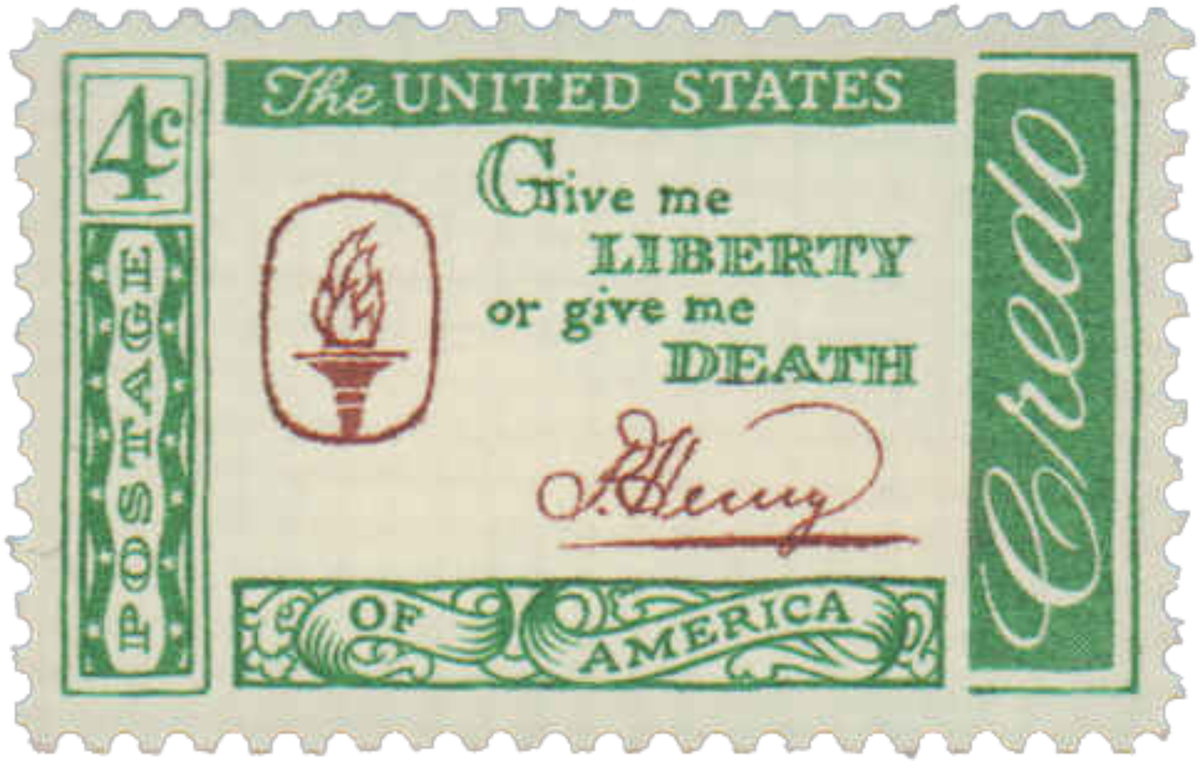 4c
POSTAGE
The UNITED STATES
Give me
LIBERTY
or give me
DEATH
P. Henry
OF AMERICA
Credo